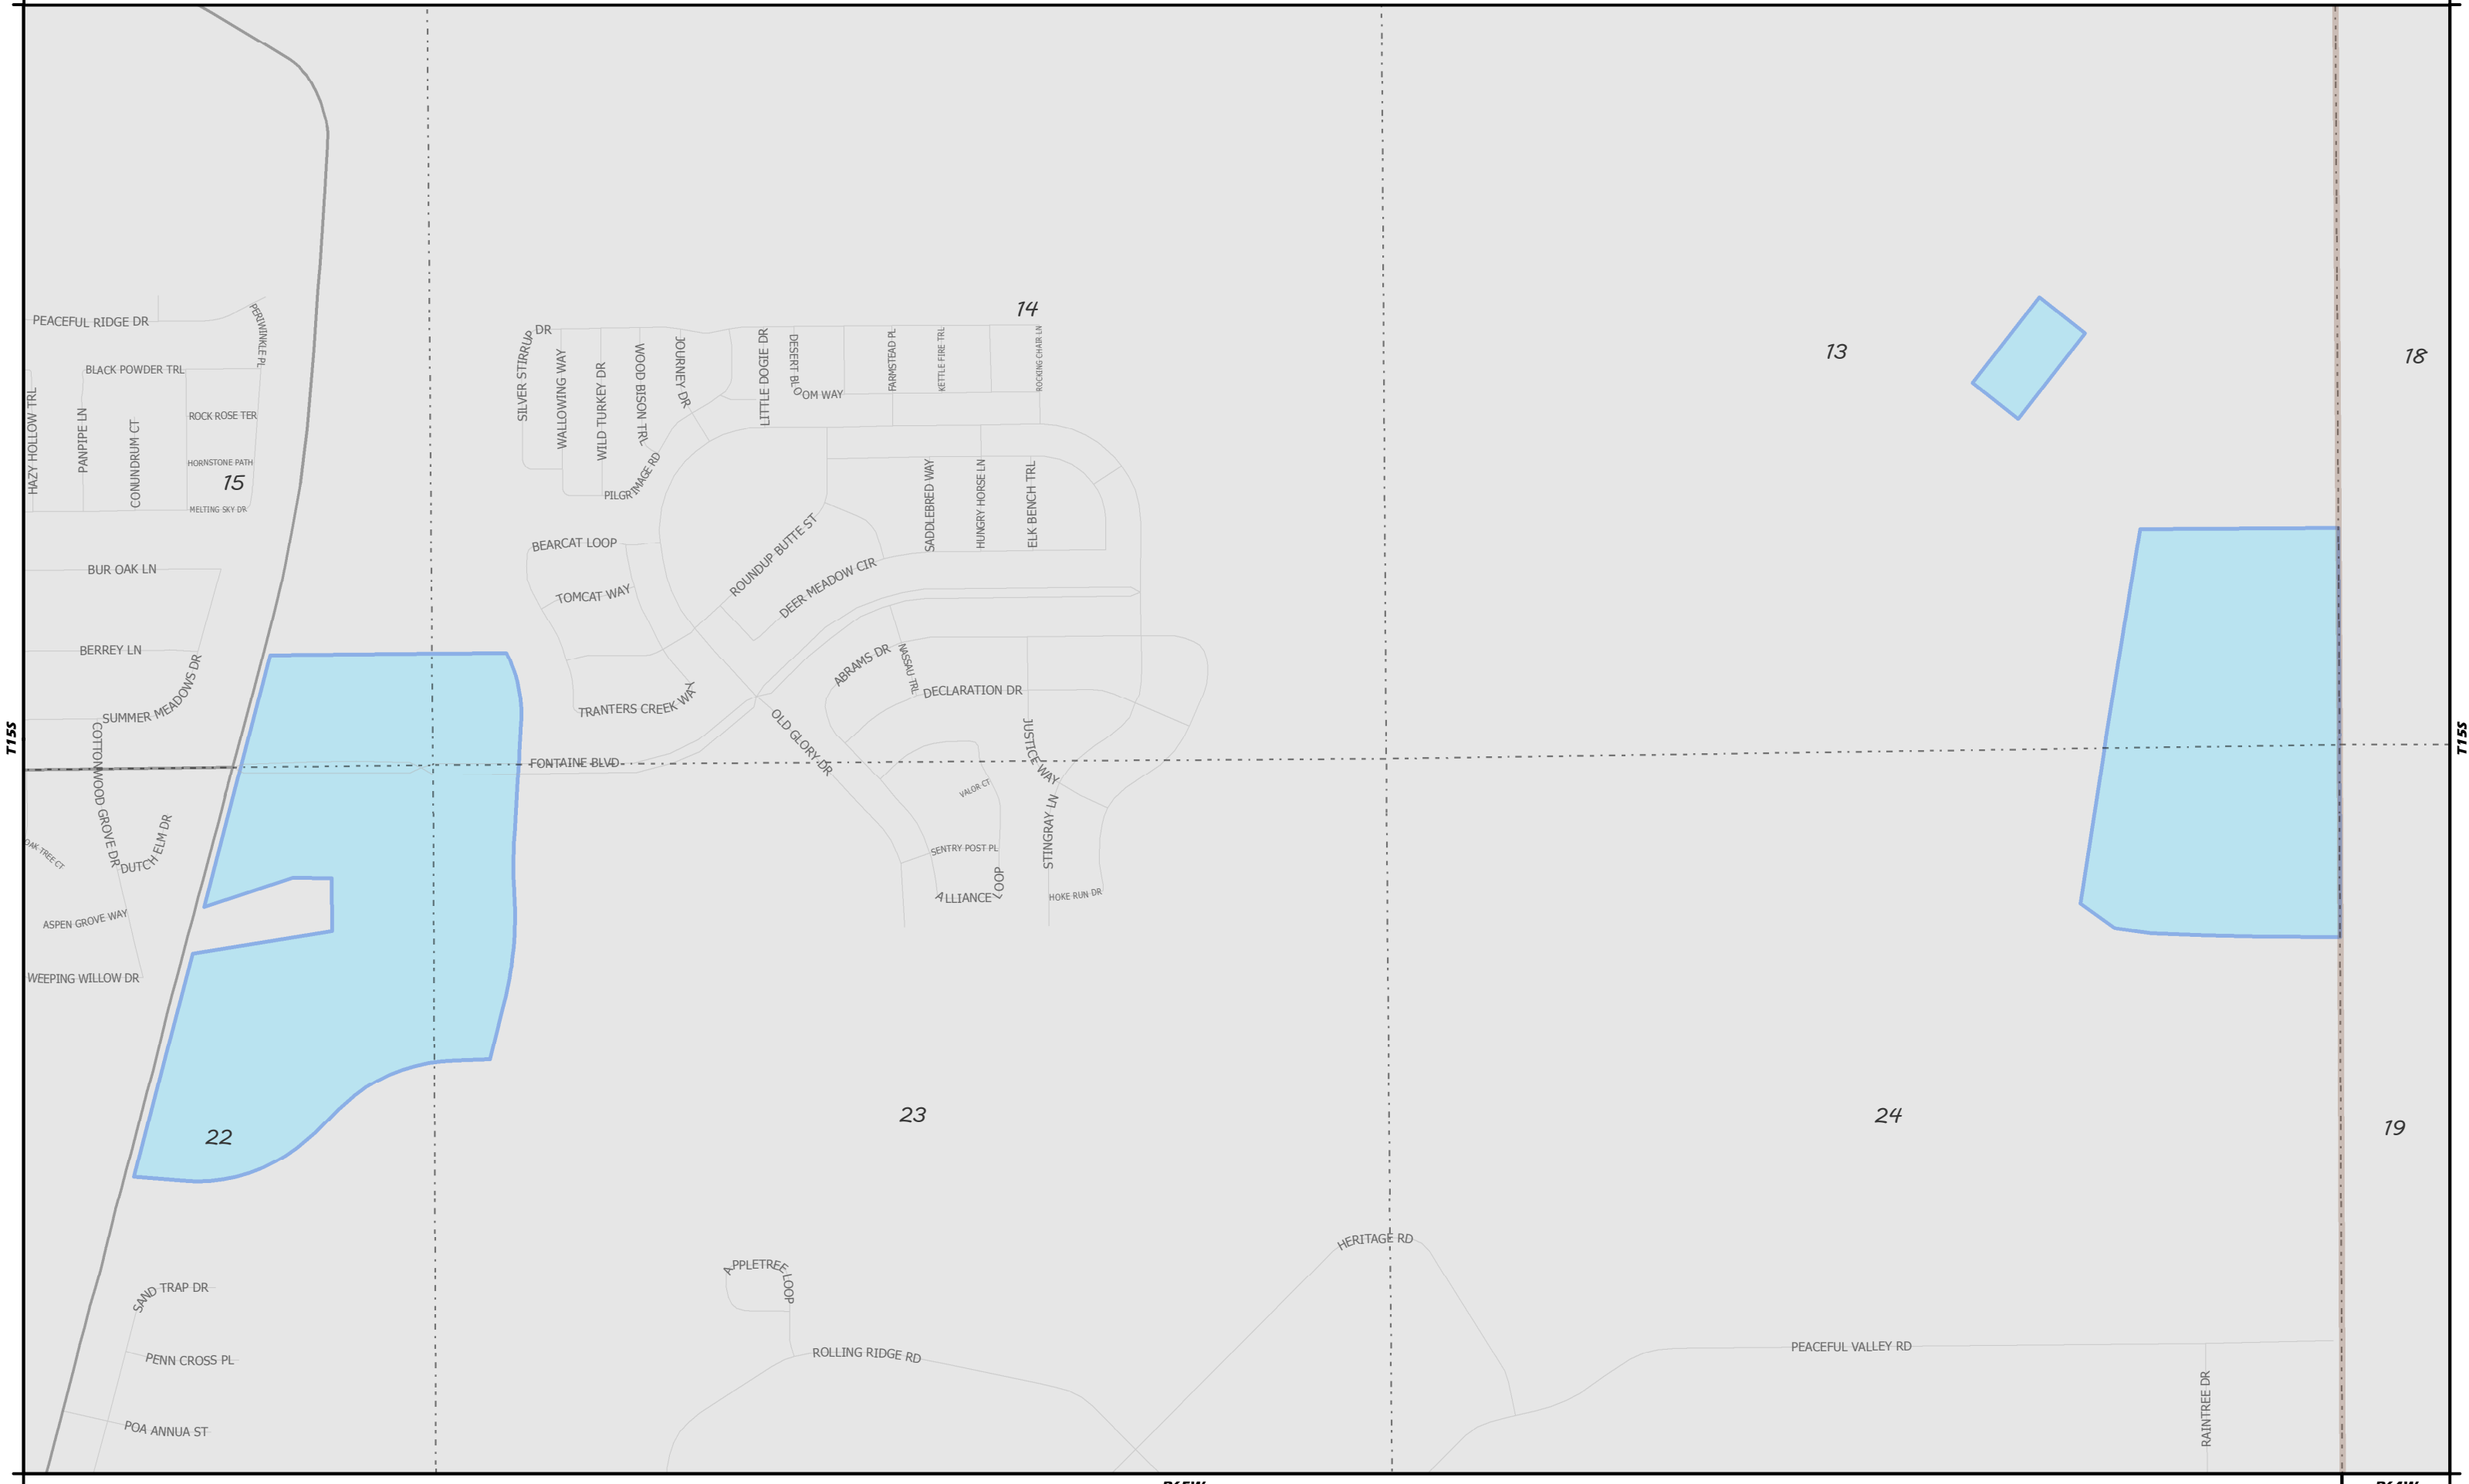 14
13
18
15
22
23
24
19
T15S
T15S
PEACEFUL RIDGE DR
PERIWINKLE PL
BLACK POWDER TRL
HAZY HOLLOW TRL
PANPIPE LN
CONUNDRUM CT
ROCK ROSE TER
HORNSTONE PATH
MELTING SKY DR
BUR OAK LN
BERREY LN
SUMMER MEADOWS DR
COTTONWOOD GROVE DR
DUTCH ELM DR
OAK TREE CT
ASPEN GROVE WAY
WEEPING WILLOW DR
SAND TRAP DR
PENN CROSS PL
POA ANNUA ST
SILVER STIRRUP DR
WALLOWING WAY
WILD TURKEY DR
WOOD BISON TRL
JOURNEY DR
PILGRIMAGE RD
LITTLE DOGIE DR
DESERT BLOOM WAY
FARMSTEAD PL
KETTLE FIRE TRL
ROCKING CHAIR LN
SADDLEBRED WAY
HUNGRY HORSE LN
ELK BENCH TRL
BEARCAT LOOP
TOMCAT WAY
ROUNDUP BUTTE ST
DEER MEADOW CIR
TRANTERS CREEK WAY
ABRAMS DR
NASSAU TRL
DECLARATION DR
OLD GLORY DR
JUSTICE WAY
FONTAINE BLVD
VALOR CT
STINGRAY LN
SENTRY POST PL
ALLIANCE LOOP
HOKE RUN DR
APPLETREE LOOP
ROLLING RIDGE RD
HERITAGE RD
PEACEFUL VALLEY RD
RAINTREE DR